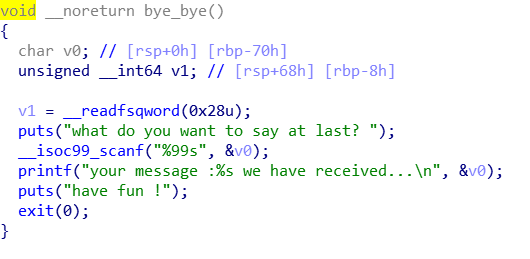 void __noreturn bye_bye()
{
  char v0; // [rsp+0h] [rbp-70h]
  unsigned __int64 v1; // [rsp+68h] [rbp-8h]

  v1 = __readfsqword(0x28u);
  puts("what do you want to say at last? ");
  __isoc99_scanf("%99s", &v0);
  printf("your message :%s we have received...\n", &v0);
  puts("have fun !");
  exit(0);
}